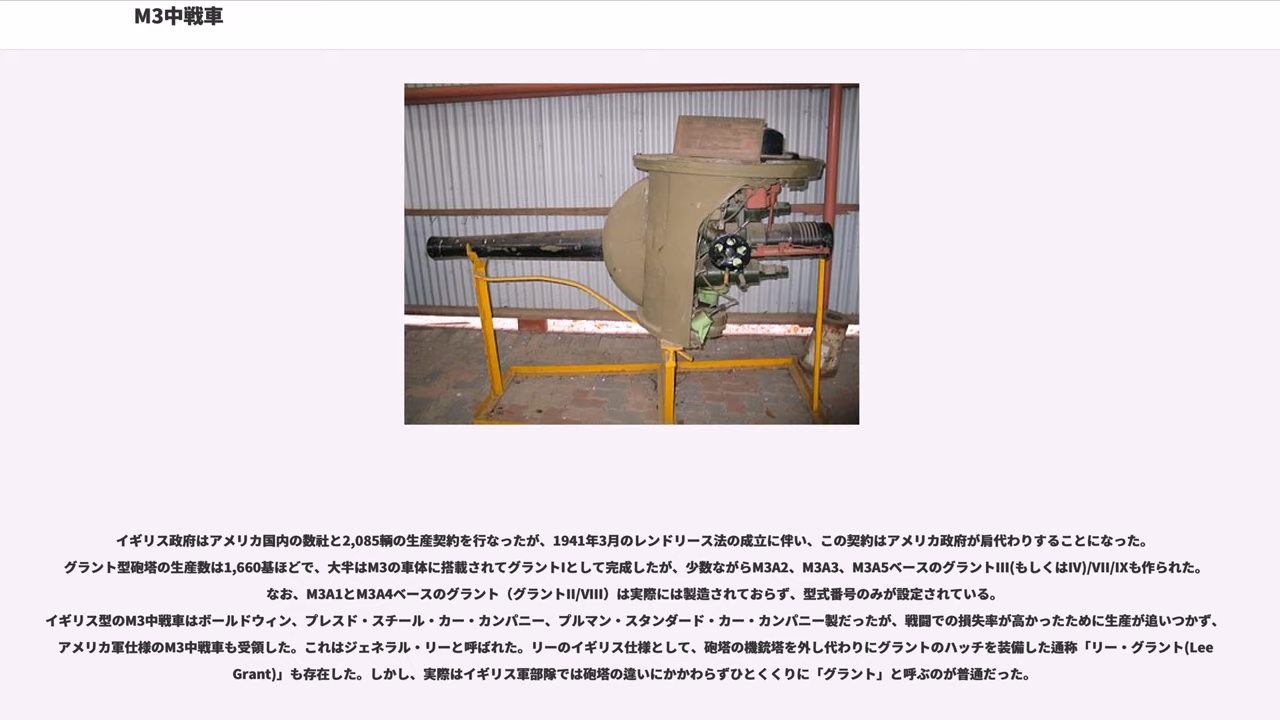 M3中戦車
イギリス政府はアメリカ国内の数社と2,085輌の生産契約を行なったが、1941年3月のレンドリース法の成立に伴い、この契約はアメリカ政府が肩代わりすることになった。
グラント型砲塔の生産数は1,660基ほどで、大半はM3の車体に搭載されてグラントIとして完成したが、少数ながらM3A2、M3A3、M3A5ベースのグラントIII(もしくはIV)/VII/IXも作られた。
なお、M3A1とM3A4ベースのグラント（グラントII/VIII）は実際には製造されておらず、型式番号のみが設定されている。
イギリス型のM3中戦車はボールドウィン、プレスド・スチール・カー・カンパニー、プルマン・スタンダード・カー・カンパニー製だったが、戦闘での損失率が高かったために生産が追いつかず、
アメリカ軍仕様のM3中戦車も受領した。これはジェネラル・リーと呼ばれた。リーのイギリス仕様として、砲塔の機銃塔を外し代わりにグラントのハッチを装備した通称「リー・グラント(Lee
Grant)」も存在した。しかし、実際はイギリス軍部隊では砲塔の違いにかかわらずひとくくりに「グラント」と呼ぶのが普通だった。